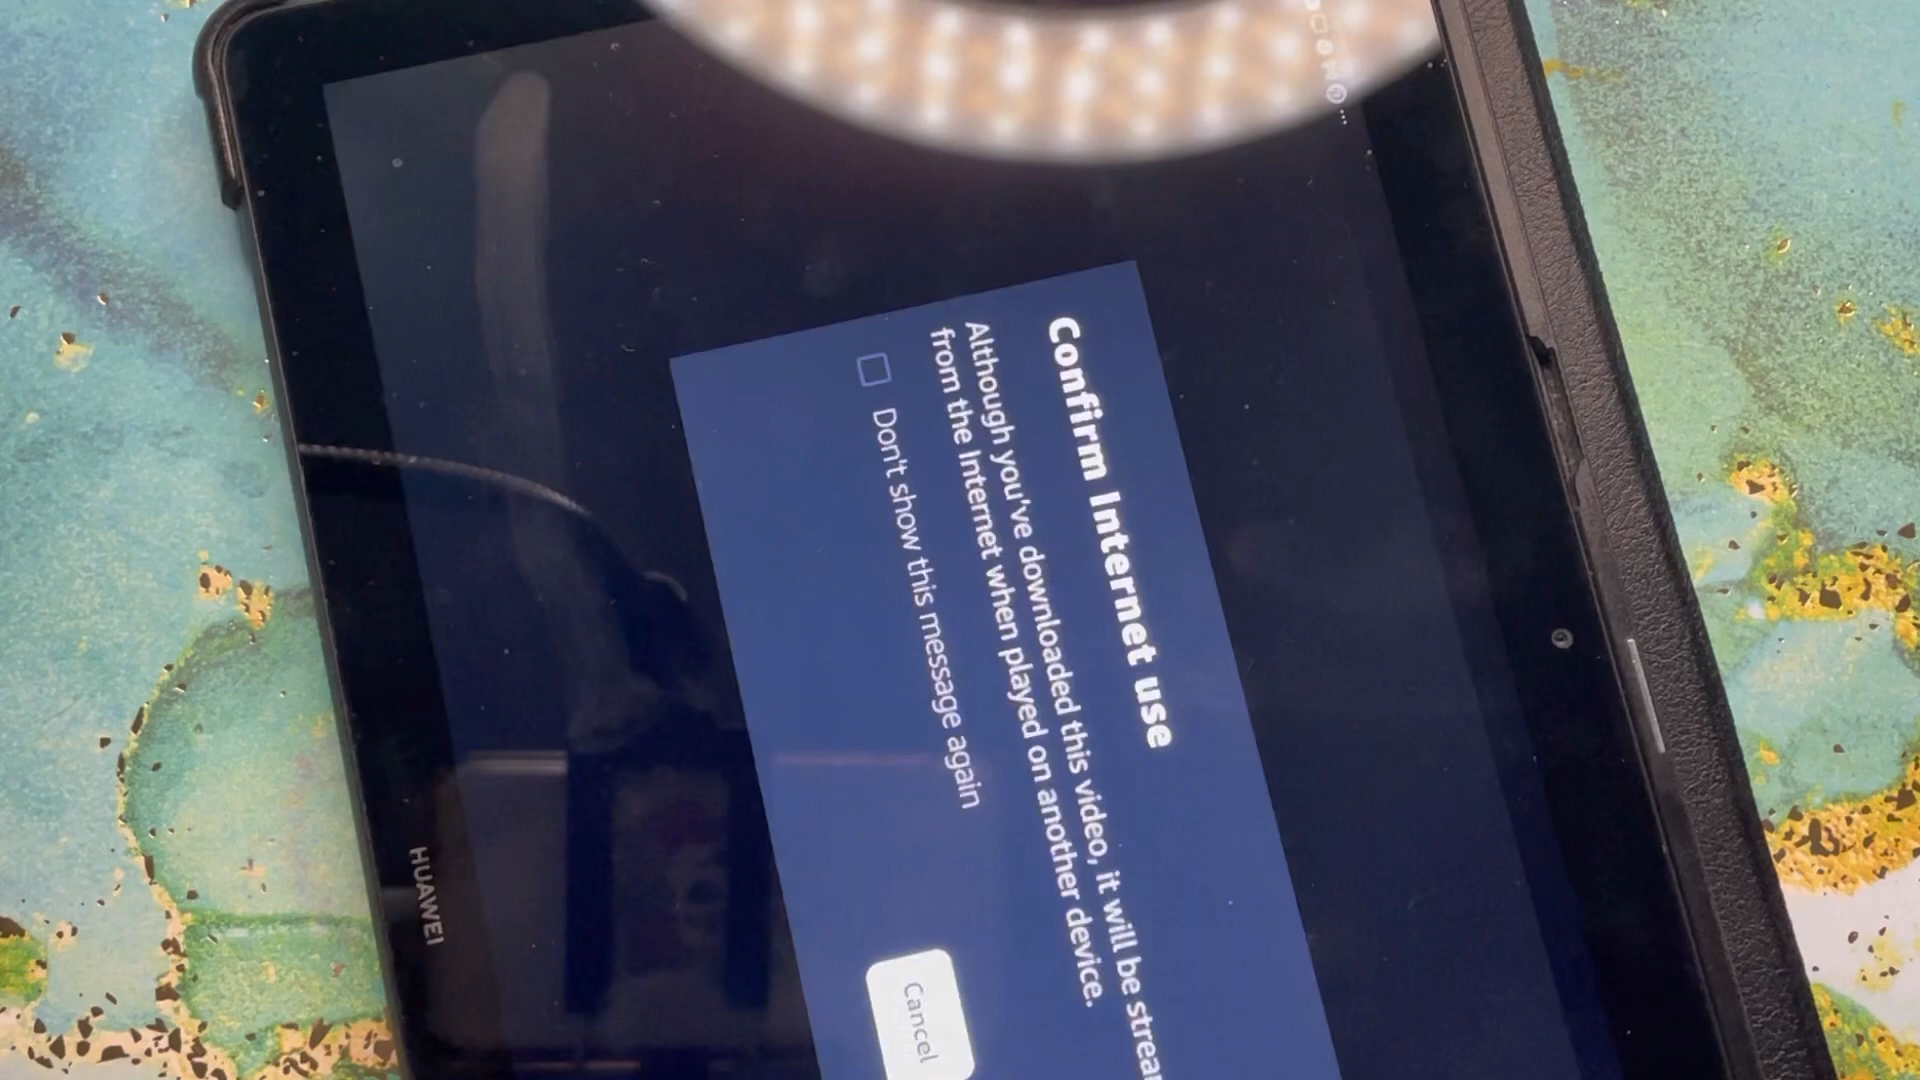 Confirm Internet use
Although you've downloaded this video, it will be
from the Internet when played on another device.
Don't show this message again
Cancel
HUAWEI